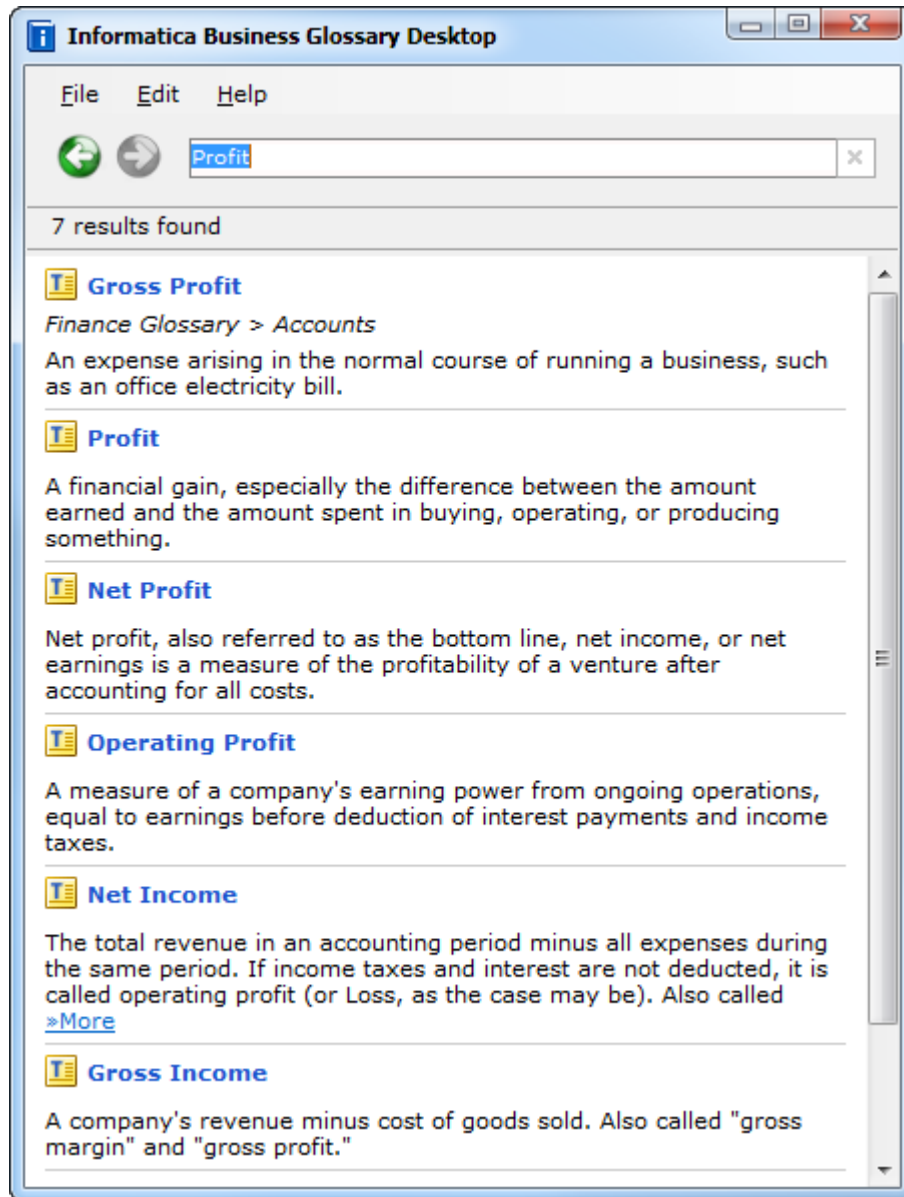 Informatica Business Glossary Desktop
File Edit Help
Profit
7 results found
Gross Profit
Finance Glossary > Accounts
An expense arising in the normal course of running a business, such
as an office electricity bill.
Profit
A financial gain, especially the difference between the amount
earned and the amount spent in buying, operating, or producing
something.
Net Profit
Net profit, also referred to as the bottom line, net income, or net
earnings is a measure of the profitability of a venture after
accounting for all costs.
Operating Profit
A measure of a company's earning power from ongoing operations,
equal to earnings before deduction of interest payments and income
taxes.
Net Income
The total revenue in an accounting period minus all expenses during
the same period. If income taxes and interest are not deducted, it is
called operating profit (or Loss, as the case may be). Also called
»More
Gross Income
A company's revenue minus cost of goods sold. Also called "gross
margin" and "gross profit."